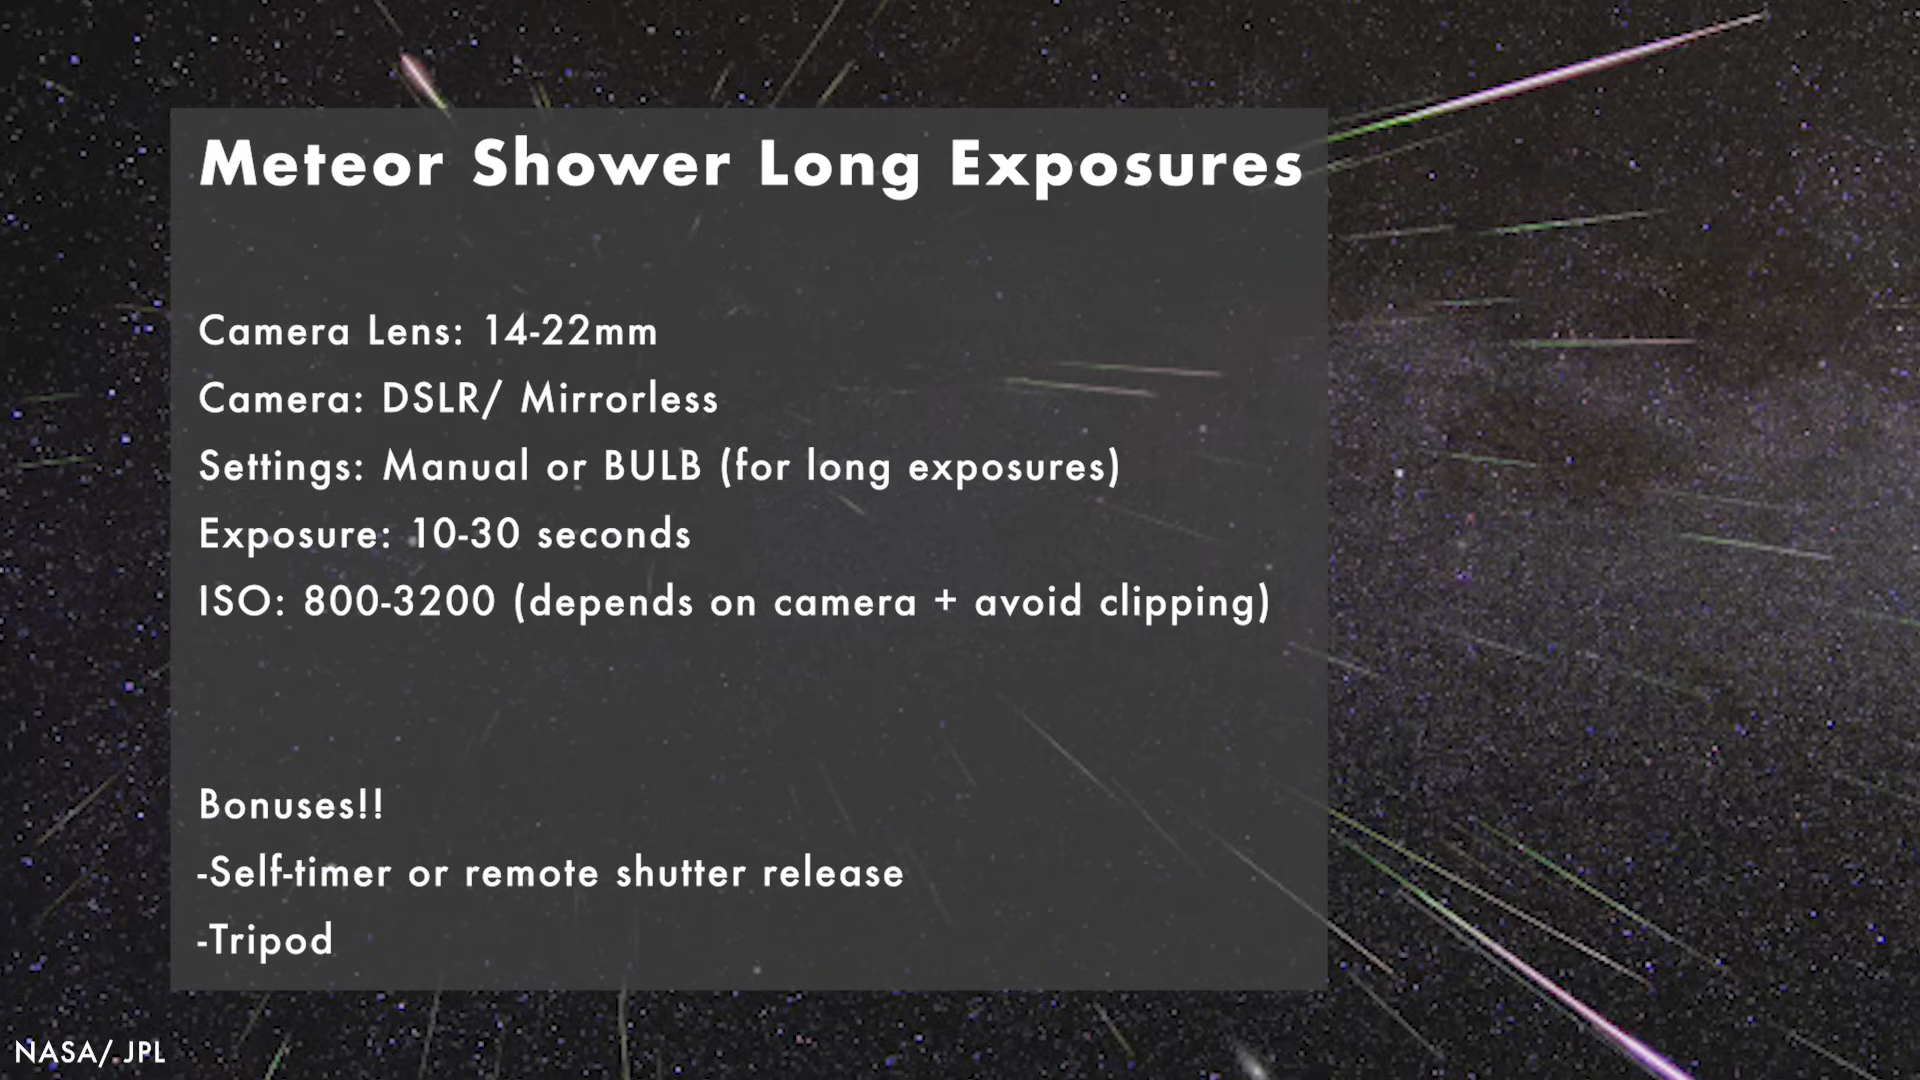 Meteor Shower Long Exposures
Camera Lens: 14-22mm
Camera: DSLR/ Mirrorless
Settings: Manual or BULB (for long exposures)
Exposure: 10-30 seconds
ISO: 800-3200 (depends on camera + avoid clipping)
Bonuses!!
-Self-timer or remote shutter release
-Tripod
NASA/ JPL